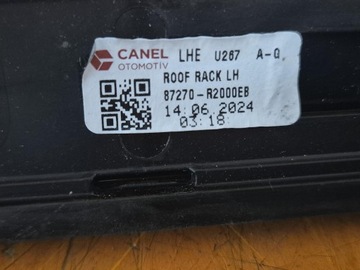 CANEL LHE U267 A-Q,
OTOMOTİV
ROOF RACK LH
87270-R2000EB
14.06.2024
03:18